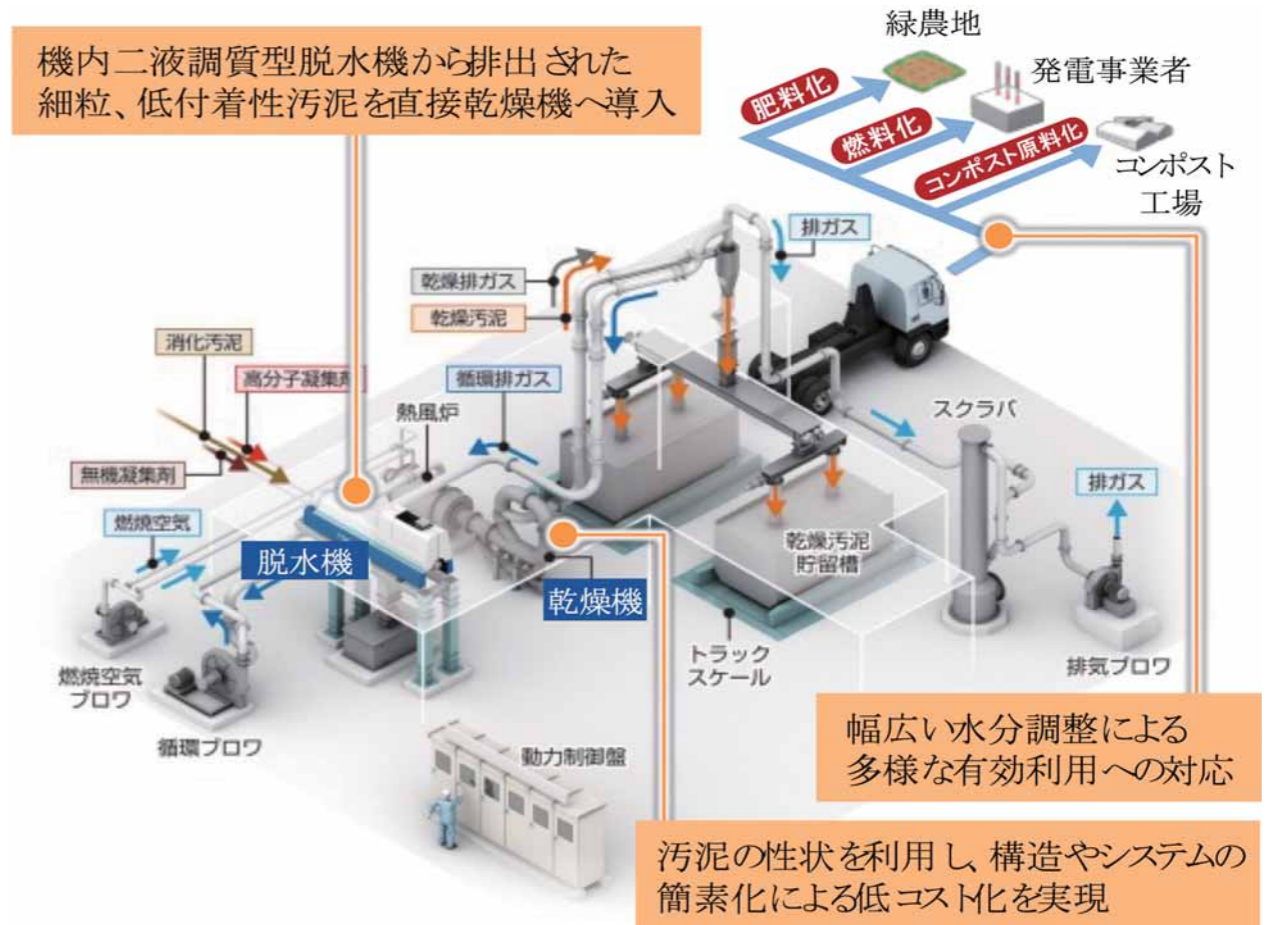 機内二液調質型脱水機から排出された
細粒、低付着性汚泥を直接乾燥機へ導入
緑農地
発電事業者
コンポスト
工場
肥料化
燃料化
コンポスト原料化
排ガス
乾燥排ガス
乾燥汚泥
消化汚泥
高分子凝集剤
無機凝集剤
循環排ガス
熱風炉
スクラバ
燃焼空気
排ガス
脱水機
乾燥機
乾燥汚泥
貯留槽
トラック
スケール
燃焼空気
ブロワ
循環ブロワ
排気ブロワ
動力制御盤
幅広い水分調整による
多様な有効利用への対応
汚泥の性状を利用し、構造やシステムの
簡素化による低コスト化を実現